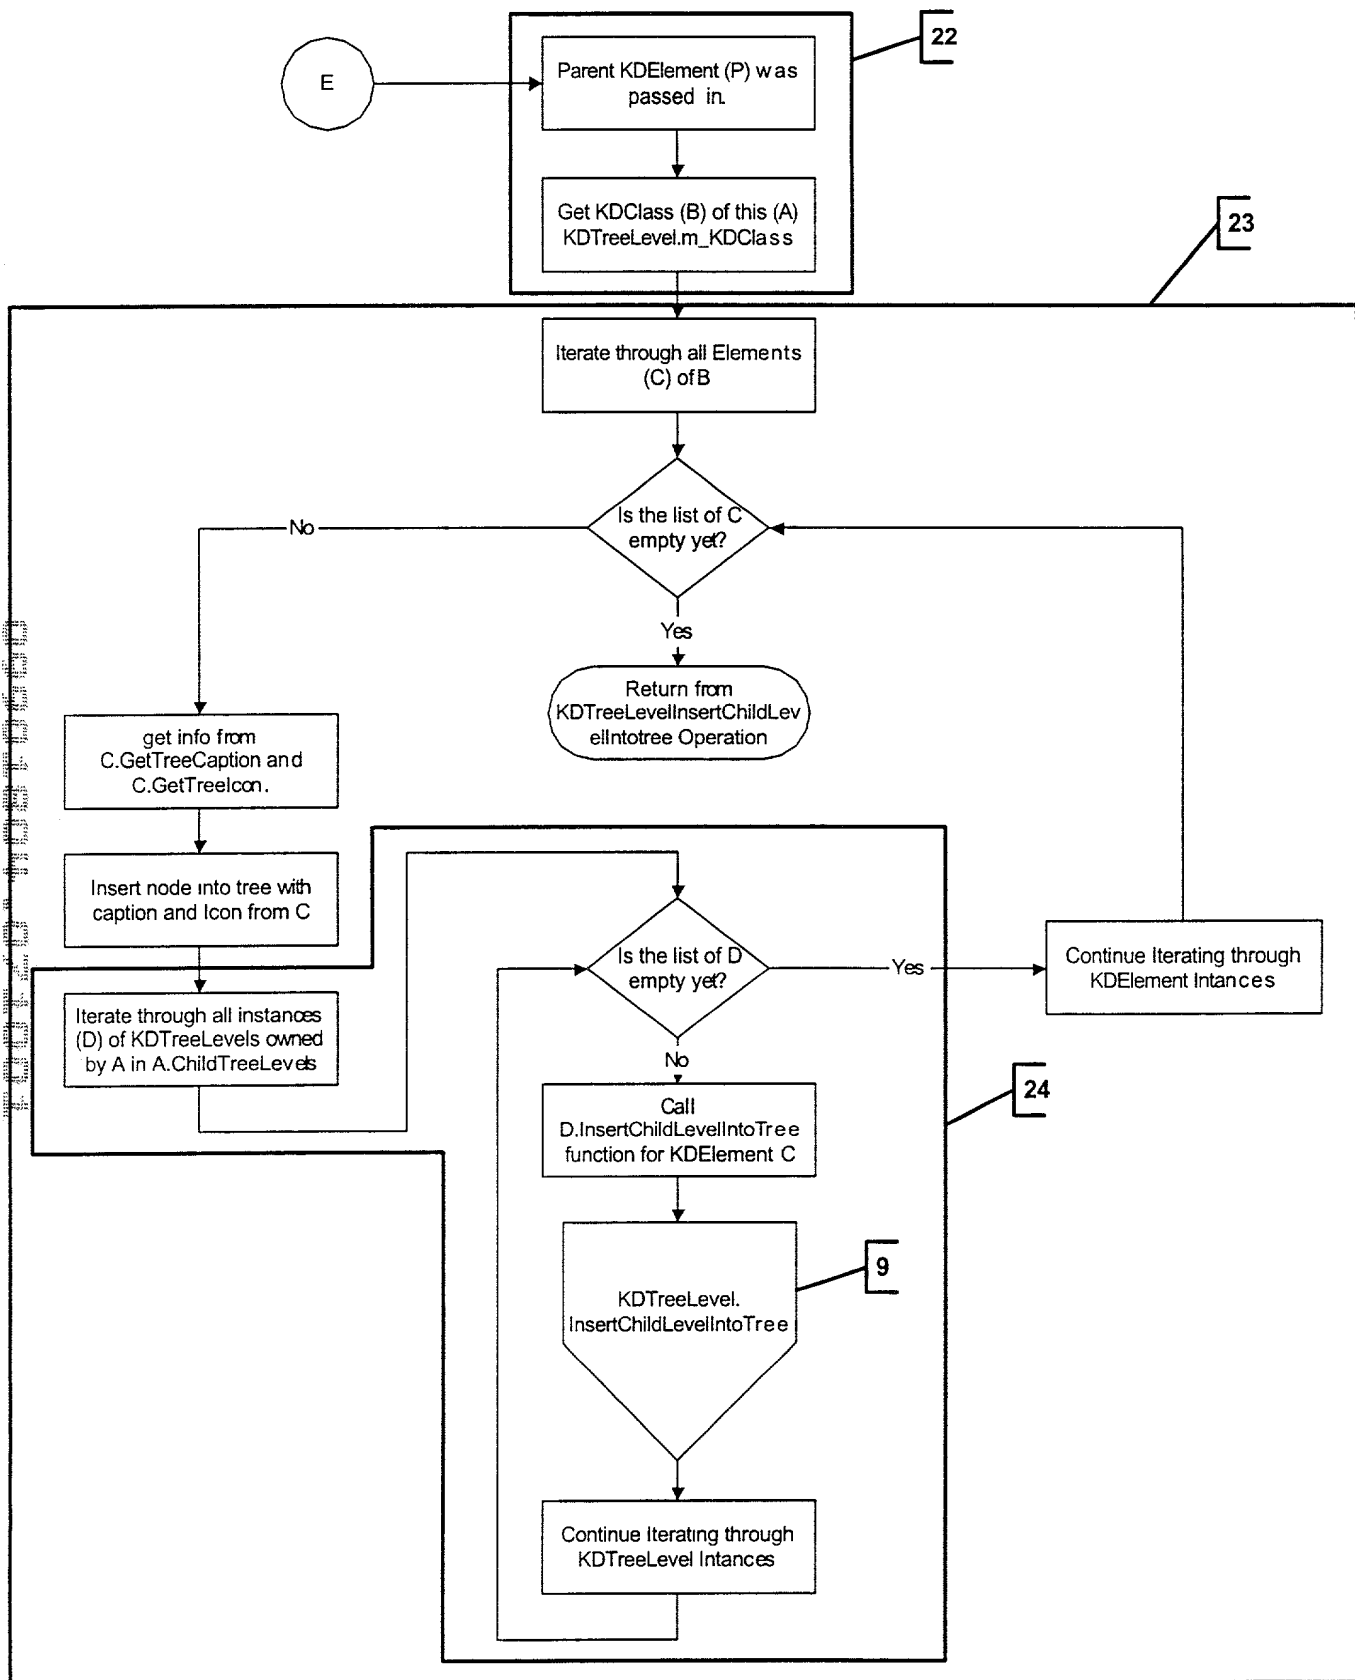 22
E
Parent KDElement (P) was
passed in.
Get KDClass (B) of this (A)
KDTreeLevel.m_KDClass
23
Iterate through all Elements
(C) of B
Is the list of C
empty yet?
No
Yes
Return from
KDTreeLevelInsertChildLev
elIntotree Operation
get info from
C.GetTreeCaption and
C.GetTreeIcon.
Insert node into tree with
caption and Icon from C
Iterate through all instances
(D) of KDTreeLevels owned
by A in A.ChildTreeLevels
Is the list of D
empty yet?
Yes
Continue Iterating through
KDElement Intances
No
24
Call
D.InsertChildLevelIntoTree
function for KDElement C
9
KDTreeLevel.
InsertChildLevelIntoTree
Continue Iterating through
KDTreeLevel Intances